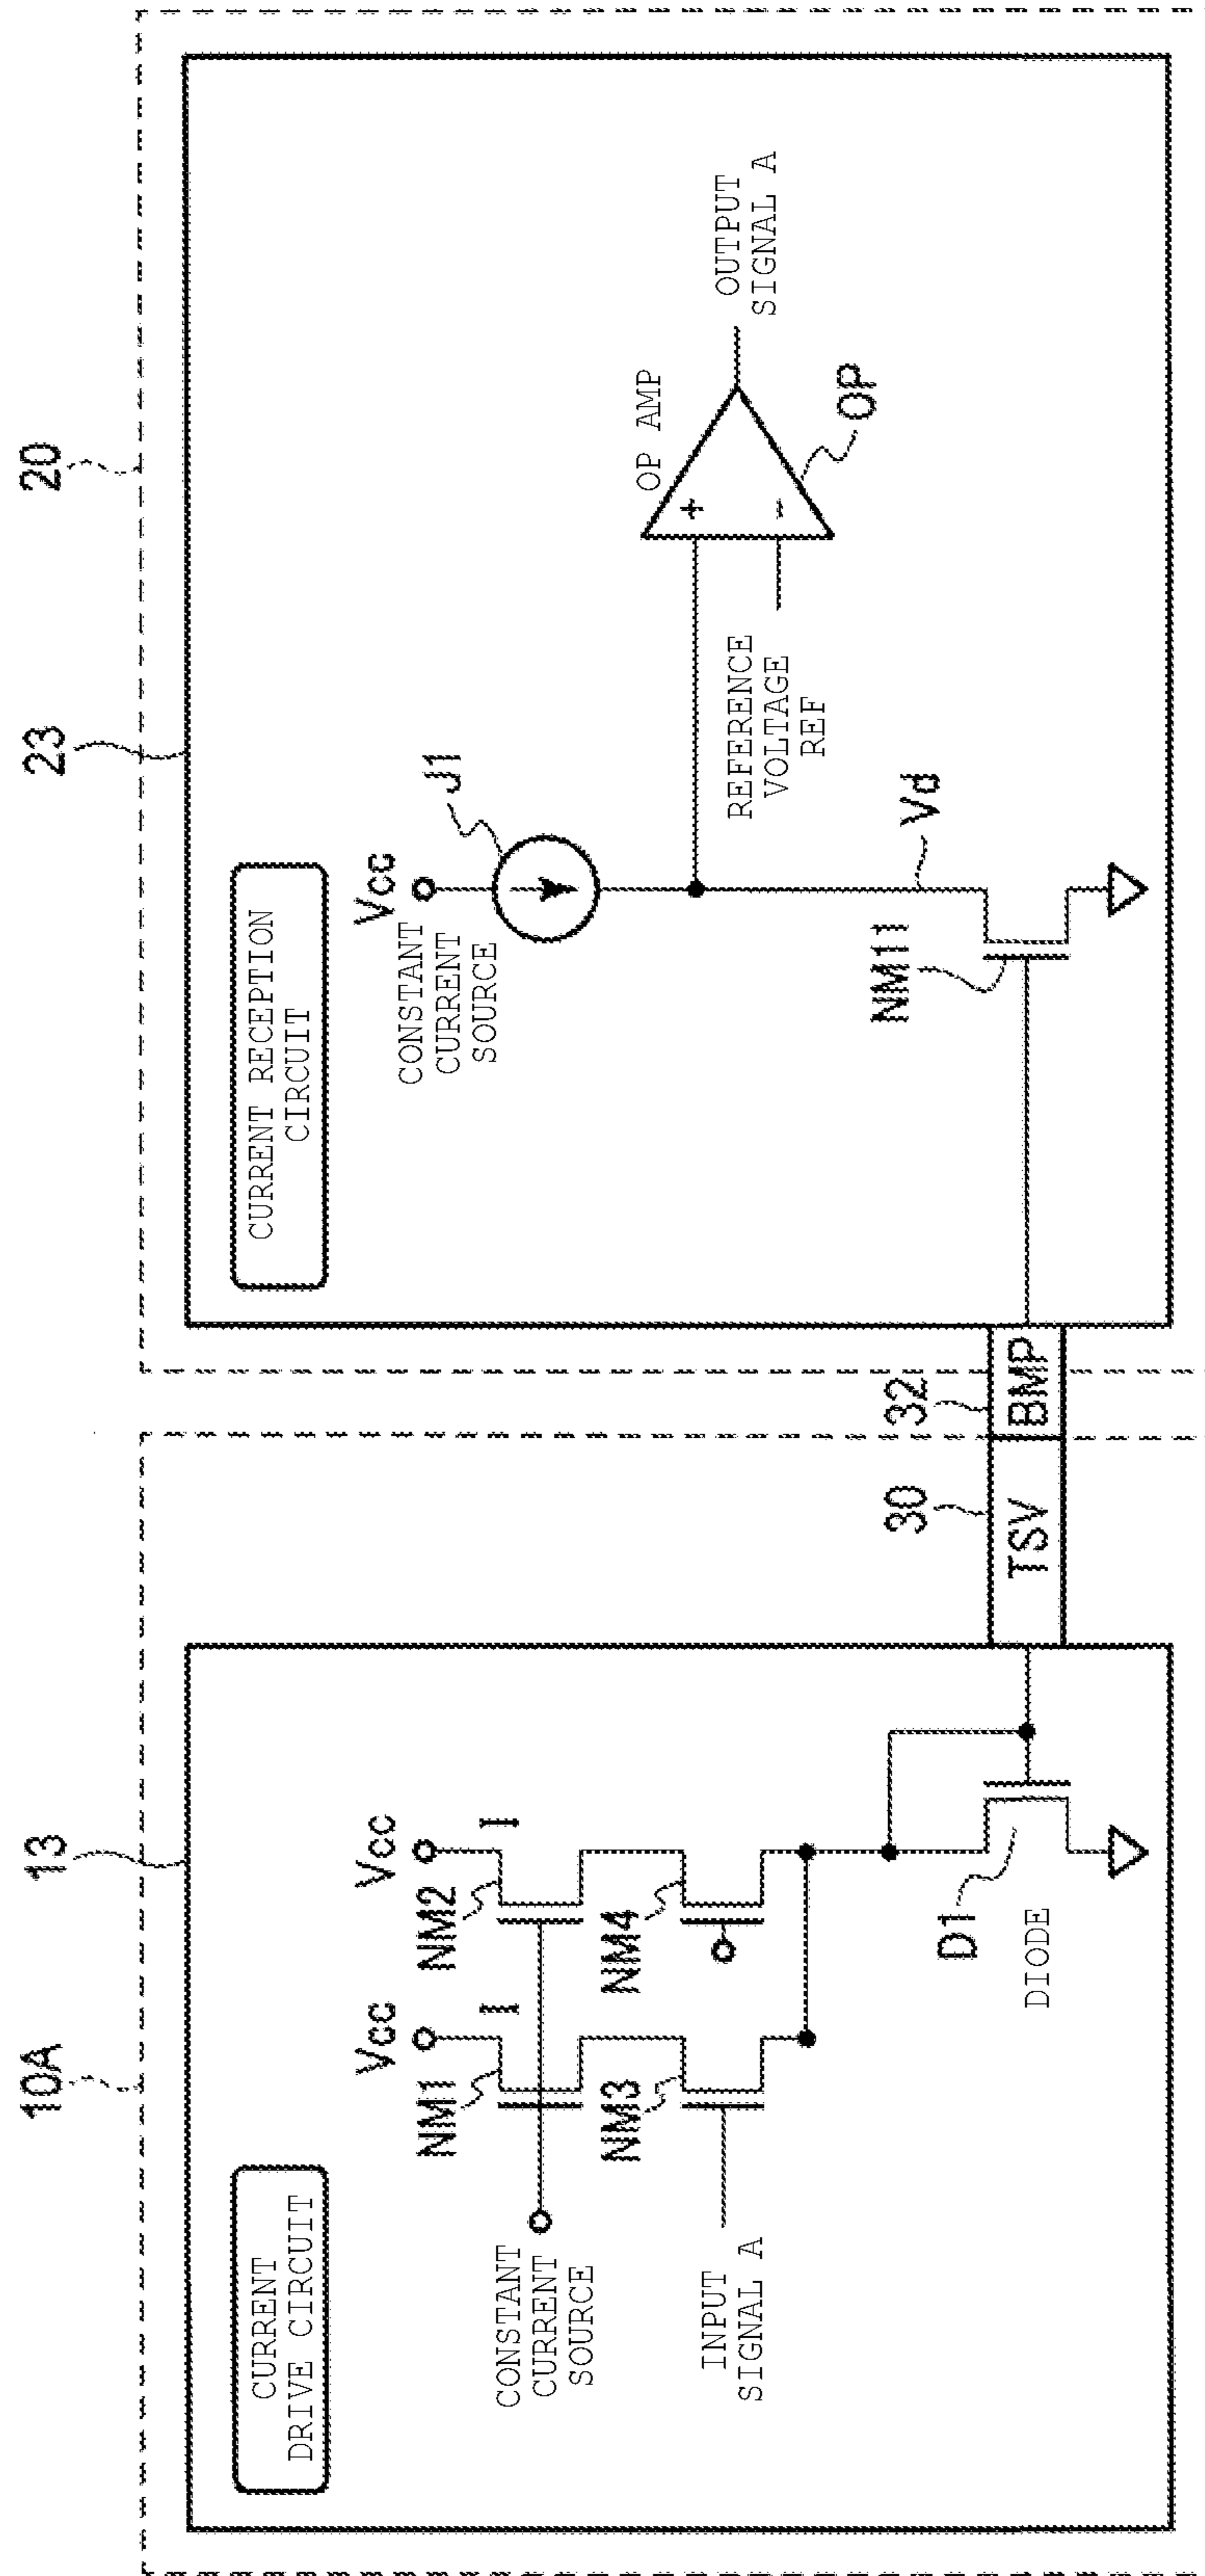 10A
13
CURRENT
DRIVE CIRCUIT
Vcc
Vcc
NM1
I
NM2
I
CONSTANT
CURRENT
SOURCE
NM3
NM4
INPUT
SIGNAL A
D1
DIODE
30
TSV
32
BMP
20
23
CURRENT RECEPTION
CIRCUIT
Vcc
CONSTANT
CURRENT
SOURCE
J1
OP AMP
+
-
OP
OUTPUT
SIGNAL A
REFERENCE
VOLTAGE
REF
Vd
NM11